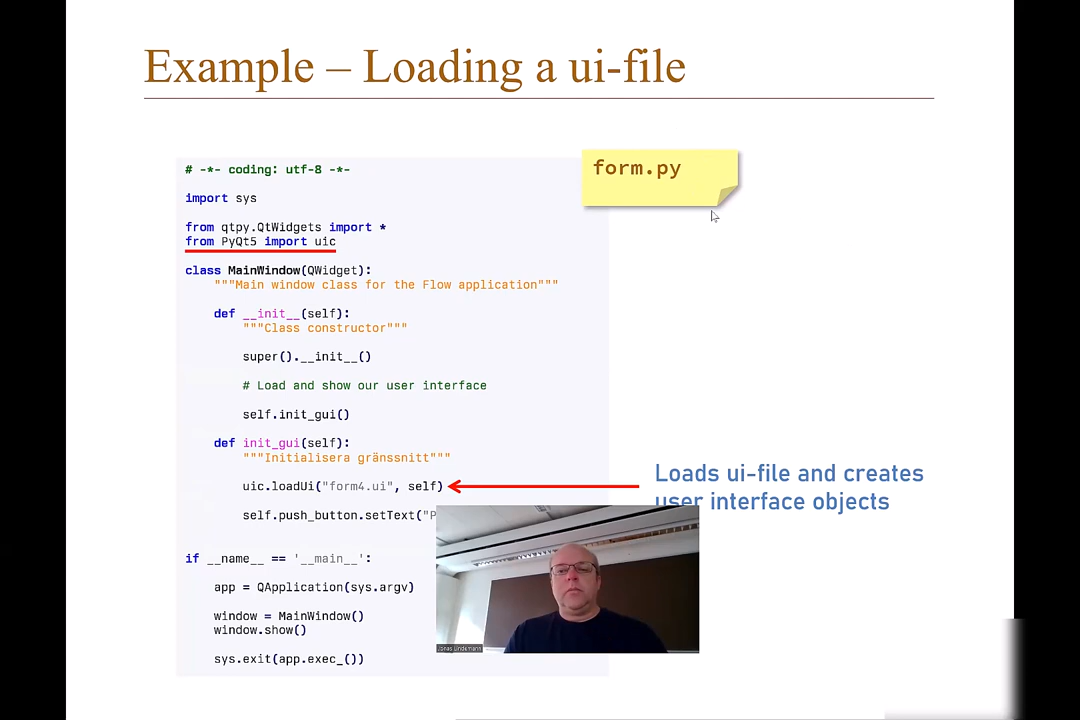 Example – Loading a ui-file
form.py
# -*- coding: utf-8 -*-
import sys
from qtpy.QtWidgets import *
from PyQt5 import uic
class MainWindow(QWidget):
"""Main window class for the Flow application"""
def __init__(self):
"""Class constructor"""
super().__init__()
# Load and show our user interface
self.init_gui()
def init_gui(self):
"""Initialisera gränssnitt"""
uic.loadUi("form4.ui", self)
self.push_button.setText("P
Loads ui-file and creates
user interface objects
if __name__ == '__main__':
app = QApplication(sys.argv)
window = MainWindow()
window.show()
sys.exit(app.exec_())
Jonas Lindemann